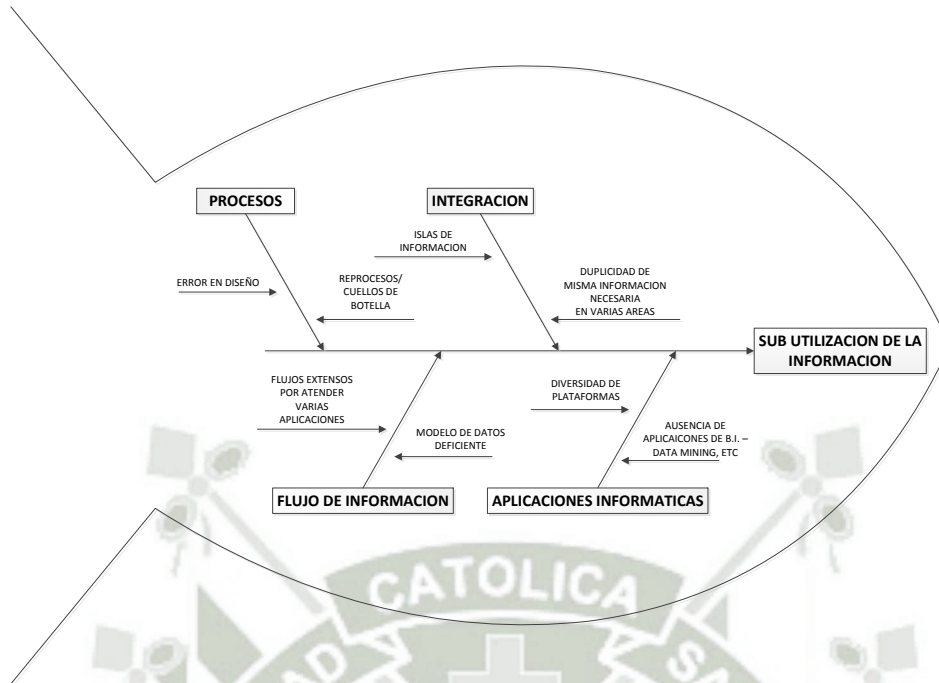 PROCESOS
INTEGRACION
ISLAS DE
INFORMACION
ERROR EN DISEÑO
REPROCESOS/
CUELLOS DE
BOTELLA
DUPLICIDAD DE
MISMA INFORMACION
NECESARIA
EN VARIAS AREAS
SUB UTILIZACION DE LA
INFORMACION
FLUJOS EXTENSOS
POR ATENDER
VARIAS
APLICACIONES
MODELO DE DATOS
DEFICIENTE
DIVERSIDAD DE
PLATAFORMAS
AUSENCIA DE
APLICAICONES DE B.I. –
DATA MINING, ETC
FLUJO DE INFORMACION
APLICACIONES INFORMATICAS
CATOLICA